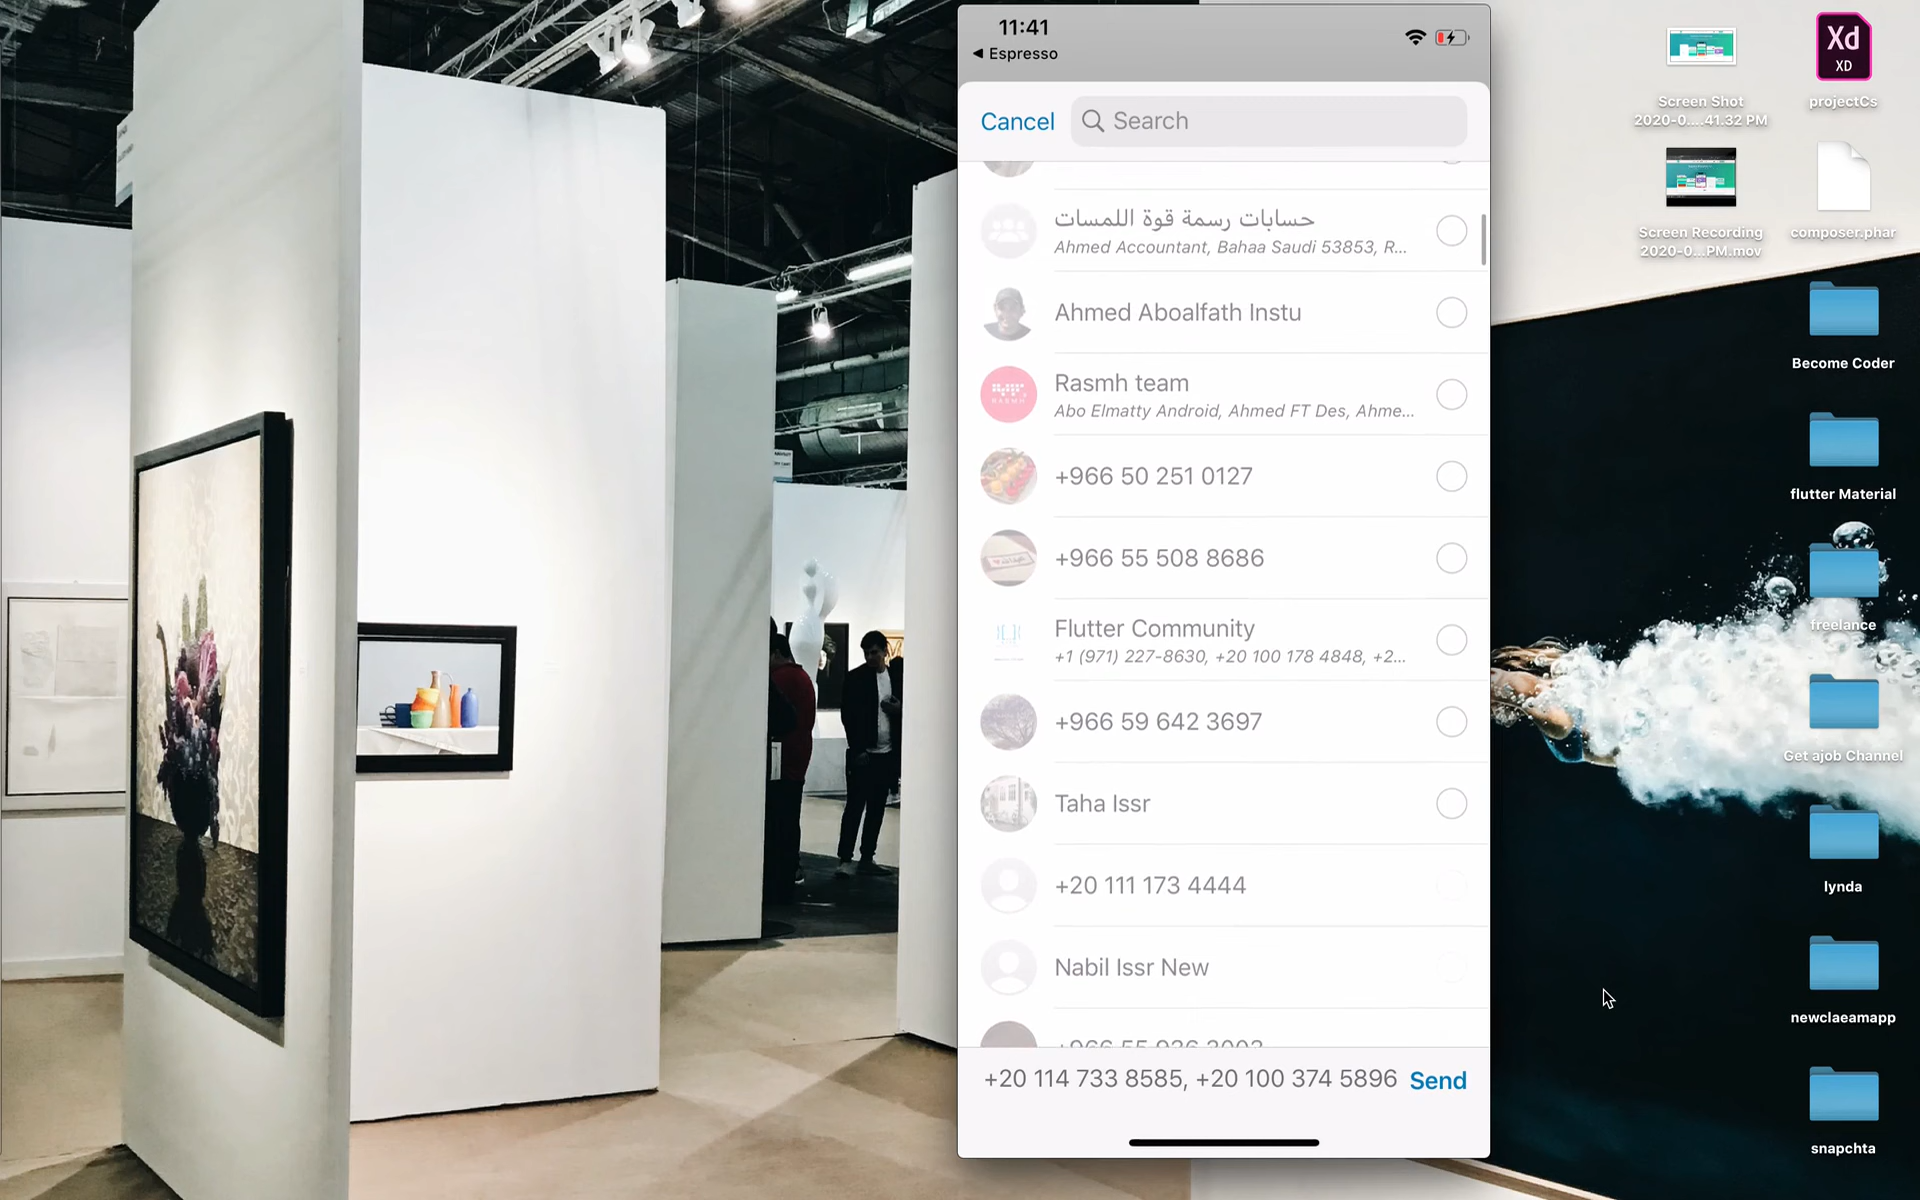 11:41
◀ Espresso
Cancel
Search
حسابات رسمة قوة اللمسات
Ahmed Accountant, Bahaa Saudi 53853, R...
Ahmed Aboalfath Instu
Rasmh team
Abo Elmatty Android, Ahmed FT Des, Ahme...
+966 50 251 0127
+966 55 508 8686
Flutter Community
+1 (971) 227-8630, +20 100 178 4848, +2...
+966 59 642 3697
Taha Issr
+20 111 173 4444
Nabil Issr New
+20 114 733 8585, +20 100 374 5896
Send
Screen Shot
2020-0....41.32 PM
Xd
XD
projectCs
Screen Recording
2020-0...PM.mov
composer.phar
Become Coder
flutter Material
freelance
Get ajob Channel
lynda
newclaeamapp
snapchta